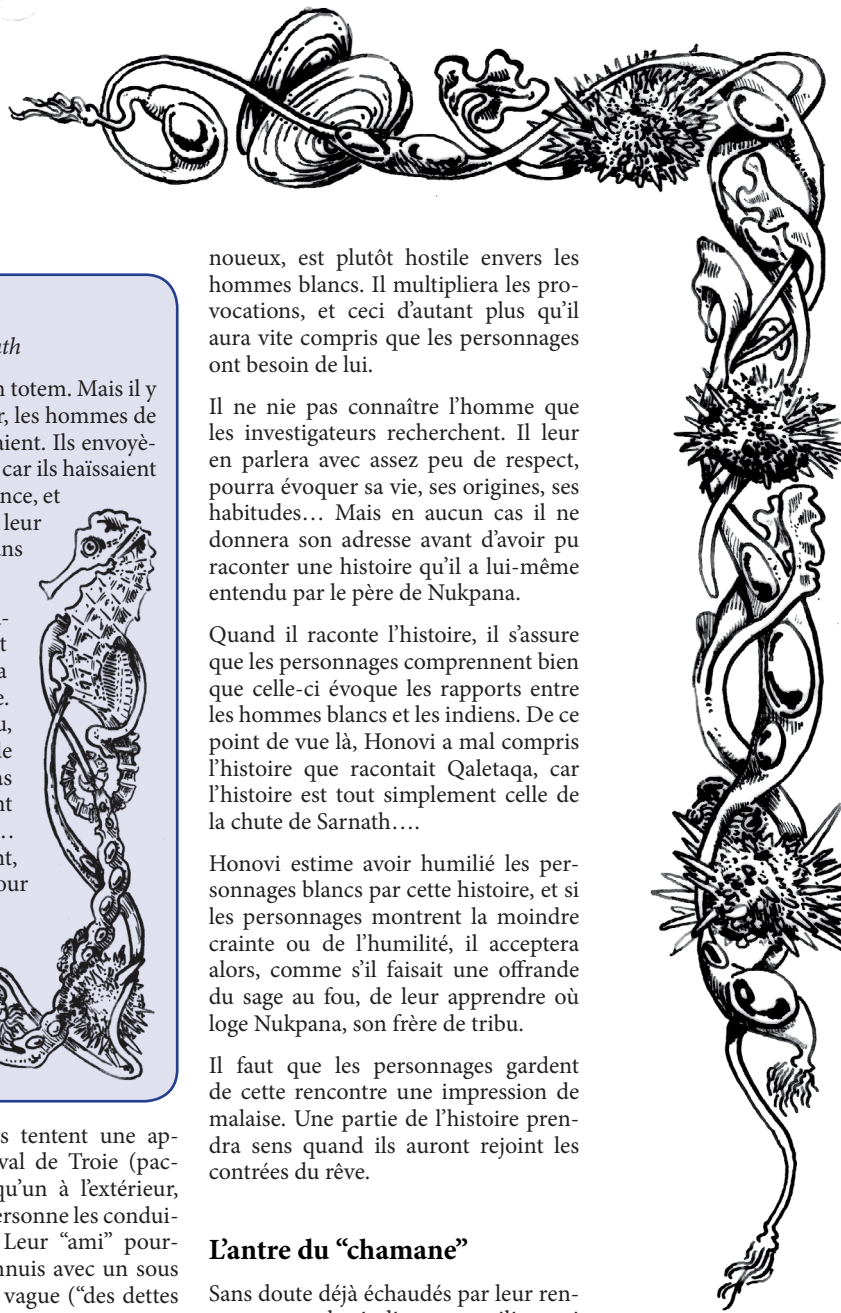 ath
n totem. Mais il y
r, les hommes de
aient. Ils envoyè-
car ils haïssaient
nce, et
leur
ns
-
t
a
e.
u,
le
as
nt
…
nt,
our
s tentent une ap-
val de Troie (pac-
qu'un à l'extérieur,
ersonne les condui-
Leur “ami” pour-
nnuis avec un sous
vague (“des dettes
noueux, est plutôt hostile envers les
hommes blancs. Il multipliera les pro-
vocations, et ceci d'autant plus qu'il
aura vite compris que les personnages
ont besoin de lui.
Il ne nie pas connaître l'homme que
les investigateurs recherchent. Il leur
en parlera avec assez peu de respect,
pourra évoquer sa vie, ses origines, ses
habitudes… Mais en aucun cas il ne
donnera son adresse avant d'avoir pu
raconter une histoire qu'il a lui-même
entendu par le père de Nukpana.
Quand il raconte l'histoire, il s'assure
que les personnages comprennent bien
que celle-ci évoque les rapports entre
les hommes blancs et les indiens. De ce
point de vue là, Honovi a mal compris
l'histoire que racontait Qaletaqa, car
l'histoire est tout simplement celle de
la chute de Sarnath….
Honovi estime avoir humilié les per-
sonnages blancs par cette histoire, et si
les personnages montrent la moindre
crainte ou de l'humilité, il acceptera
alors, comme s'il faisait une offrande
du sage au fou, de leur apprendre où
loge Nukpana, son frère de tribu.
Il faut que les personnages gardent
de cette rencontre une impression de
malaise. Une partie de l'histoire pren-
dra sens quand ils auront rejoint les
contrées du rêve.
L'antre du “chamane”
Sans doute déjà échaudés par leur ren-